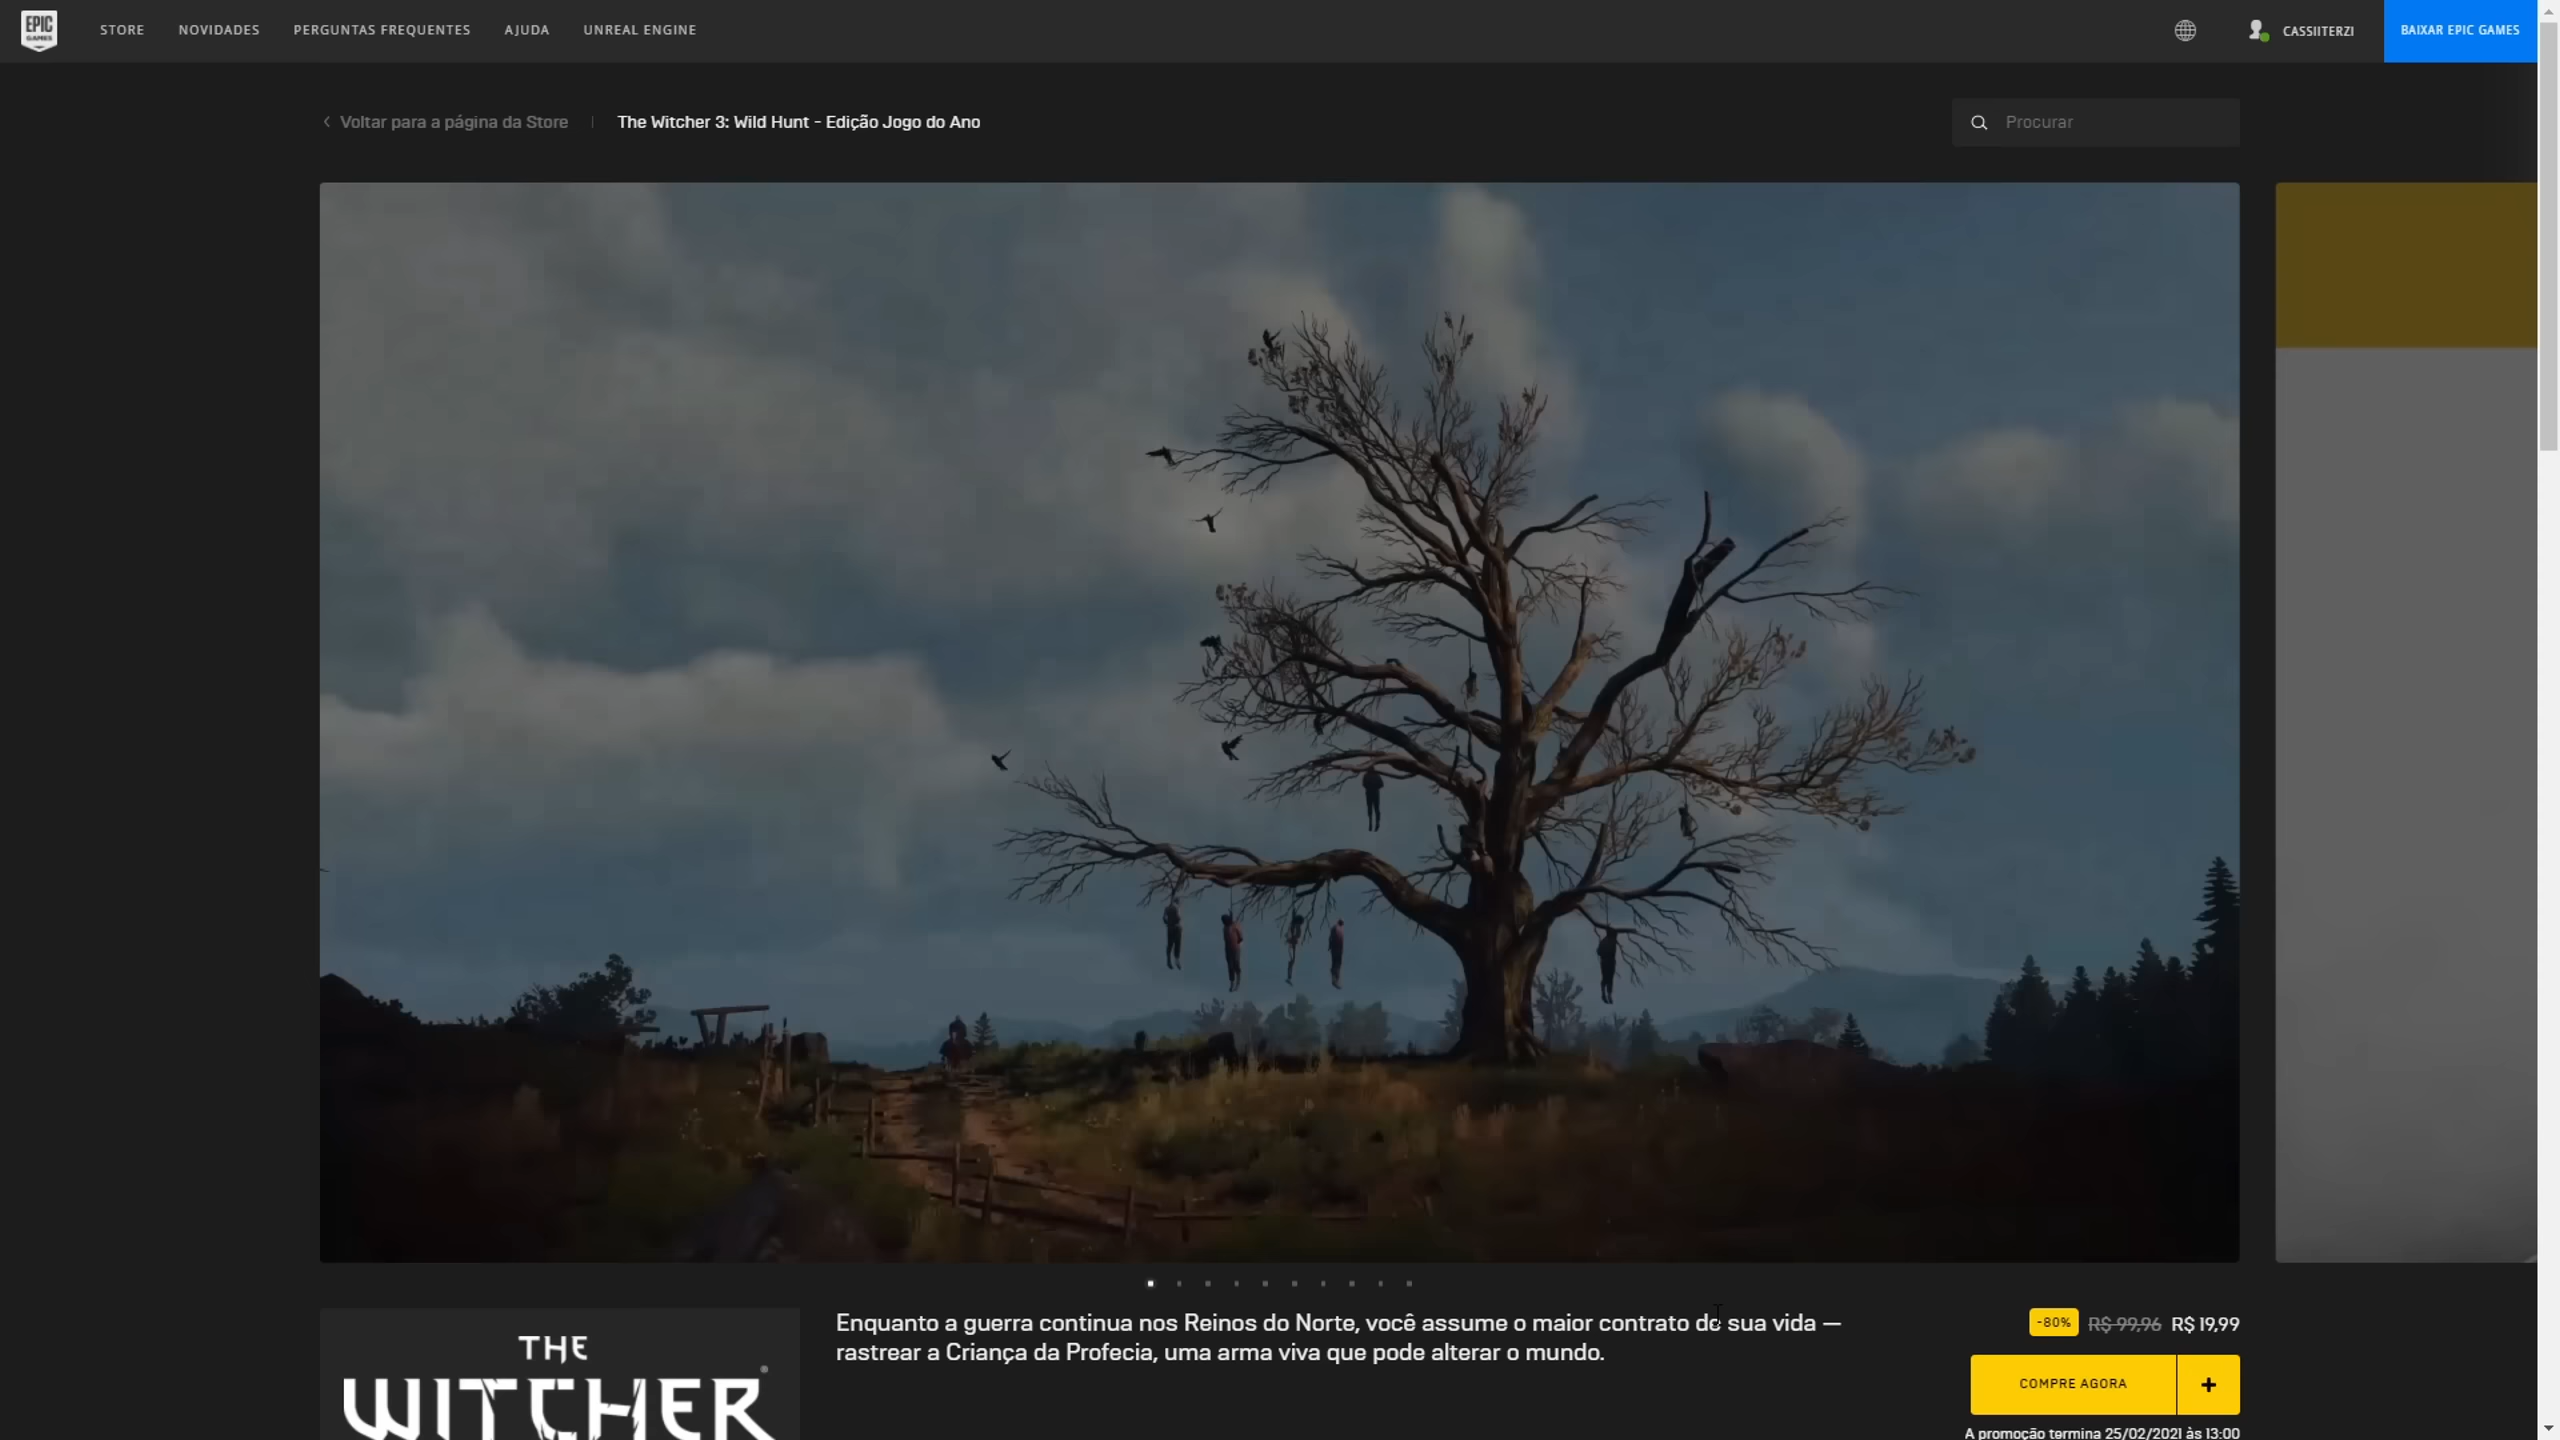 EPIC
GAMES
STORE
NOVIDADES
PERGUNTAS FREQUENTES
AJUDA
UNREAL ENGINE
CASSIITERZI
BAIXAR EPIC GAMES
Voltar para a página da Store
The Witcher 3: Wild Hunt - Edição Jogo do Ano
Procurar
THE
WITCHER
Enquanto a guerra continua nos Reinos do Norte, você assume o maior contrato de sua vida —
rastrear a Criança da Profecia, uma arma viva que pode alterar o mundo.
-80% R$ 99,96 R$ 19,99
COMPRE AGORA +
A promoção termina 25/02/2021 às 13:00